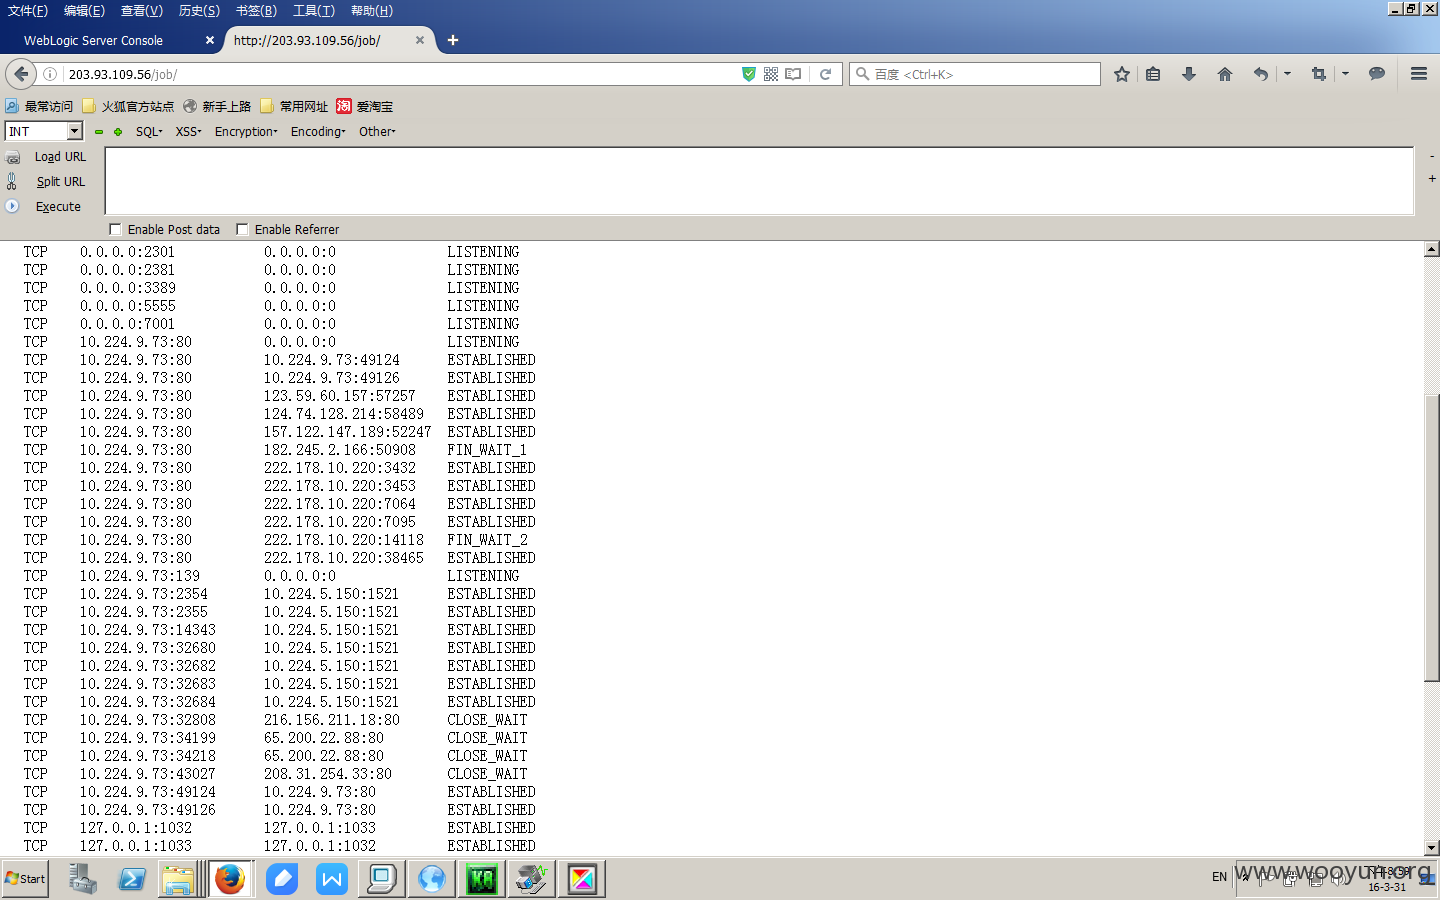 文件(F) 编辑(E) 查看(V) 历史(S) 书签(B) 工具(T) 帮助(H)
WebLogic Server Console × http://203.93.109.56/job/ × +
203.93.109.56/job/ 百度 <Ctrl+K>
最常访问 火狐官方站点 新手上路 常用网址 淘 爱淘宝
INT SQL▾ XSS▾ Encryption▾ Encoding▾ Other▾
Load URL
Split URL
Execute
Enable Post data Enable Referrer
TCP 0.0.0.0:2301 0.0.0.0:0 LISTENING
TCP 0.0.0.0:2381 0.0.0.0:0 LISTENING
TCP 0.0.0.0:3389 0.0.0.0:0 LISTENING
TCP 0.0.0.0:5555 0.0.0.0:0 LISTENING
TCP 0.0.0.0:7001 0.0.0.0:0 LISTENING
TCP 10.224.9.73:80 0.0.0.0:0 LISTENING
TCP 10.224.9.73:80 10.224.9.73:49124 ESTABLISHED
TCP 10.224.9.73:80 10.224.9.73:49126 ESTABLISHED
TCP 10.224.9.73:80 123.59.60.157:57257 ESTABLISHED
TCP 10.224.9.73:80 124.74.128.214:58489 ESTABLISHED
TCP 10.224.9.73:80 157.122.147.189:52247 ESTABLISHED
TCP 10.224.9.73:80 182.245.2.166:50908 FIN_WAIT_1
TCP 10.224.9.73:80 222.178.10.220:3432 ESTABLISHED
TCP 10.224.9.73:80 222.178.10.220:3453 ESTABLISHED
TCP 10.224.9.73:80 222.178.10.220:7064 ESTABLISHED
TCP 10.224.9.73:80 222.178.10.220:7095 ESTABLISHED
TCP 10.224.9.73:80 222.178.10.220:14118 FIN_WAIT_2
TCP 10.224.9.73:80 222.178.10.220:38465 ESTABLISHED
TCP 10.224.9.73:139 0.0.0.0:0 LISTENING
TCP 10.224.9.73:2354 10.224.5.150:1521 ESTABLISHED
TCP 10.224.9.73:2355 10.224.5.150:1521 ESTABLISHED
TCP 10.224.9.73:14343 10.224.5.150:1521 ESTABLISHED
TCP 10.224.9.73:32680 10.224.5.150:1521 ESTABLISHED
TCP 10.224.9.73:32682 10.224.5.150:1521 ESTABLISHED
TCP 10.224.9.73:32683 10.224.5.150:1521 ESTABLISHED
TCP 10.224.9.73:32684 10.224.5.150:1521 ESTABLISHED
TCP 10.224.9.73:32808 216.156.211.18:80 CLOSE_WAIT
TCP 10.224.9.73:34199 65.200.22.88:80 CLOSE_WAIT
TCP 10.224.9.73:34218 65.200.22.88:80 CLOSE_WAIT
TCP 10.224.9.73:43027 208.31.254.33:80 CLOSE_WAIT
TCP 10.224.9.73:49124 10.224.9.73:80 ESTABLISHED
TCP 10.224.9.73:49126 10.224.9.73:80 ESTABLISHED
TCP 127.0.0.1:1032 127.0.0.1:1033 ESTABLISHED
TCP 127.0.0.1:1033 127.0.0.1:1032 ESTABLISHED
Start EN
www.wooyun.org
16-3-31